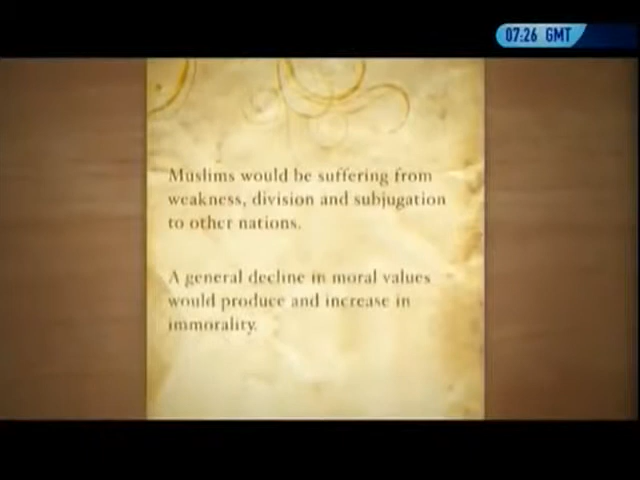 07:26 GMT
Muslims would be suffering from
weakness, division and subjugation
to other nations.
A general decline in moral values
would produce and increase in
immorality.